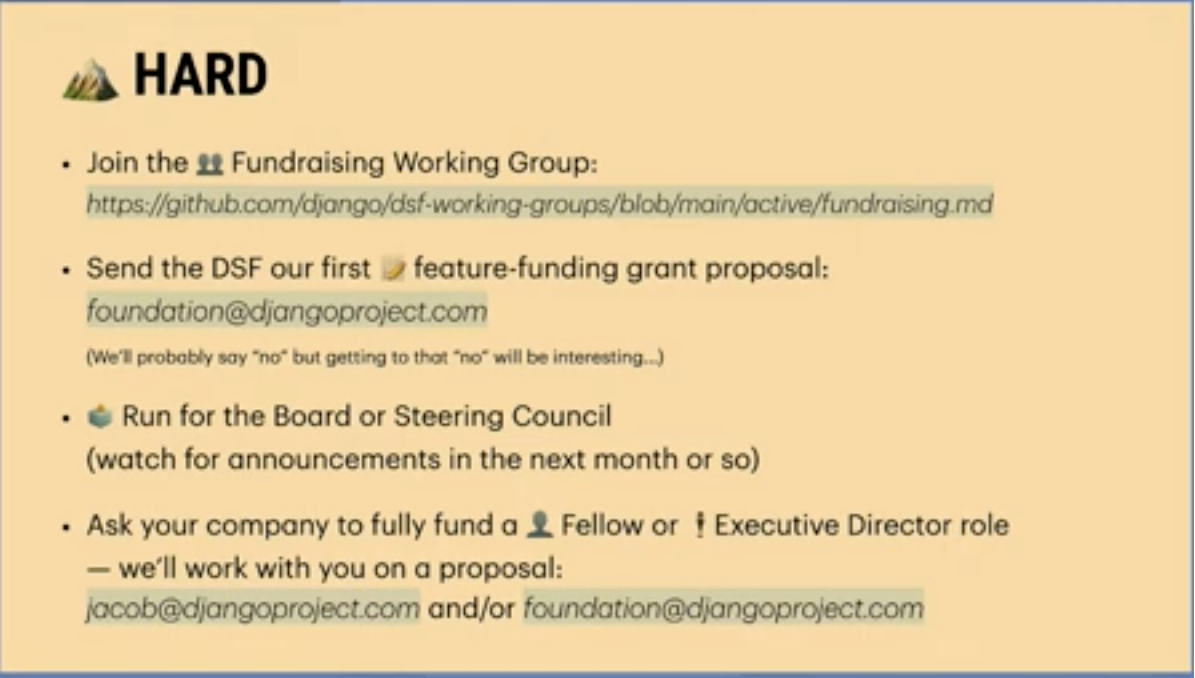 ⛰️ HARD
• Join the 👥 Fundraising Working Group:
https://github.com/django/dsf-working-groups/blob/main/active/fundraising.md
• Send the DSF our first 📝 feature-funding grant proposal:
foundation@djangoproject.com
(We'll probably say "no" but getting to that "no" will be interesting...)
• 🗳️ Run for the Board or Steering Council
(watch for announcements in the next month or so)
• Ask your company to fully fund a 👤 Fellow or 🕴️ Executive Director role
— we'll work with you on a proposal:
jacob@djangoproject.com and/or foundation@djangoproject.com